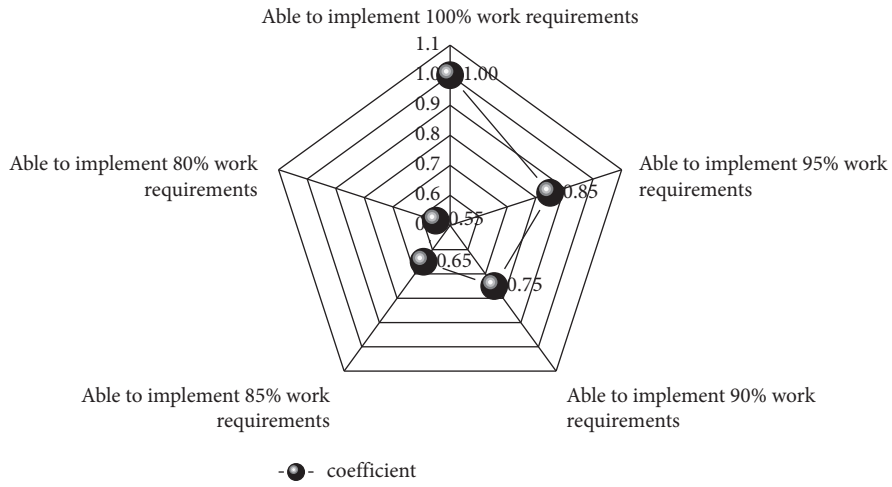 Able to implement 100% work requirements
1.1
1.0
1.00
0.9
Able to implement 80% work
requirements
0.8
Able to implement 95% work
requirements
0.7
0.85
0.6
0.55
0.65
0.75
Able to implement 85% work
requirements
Able to implement 90% work
requirements
coefficient